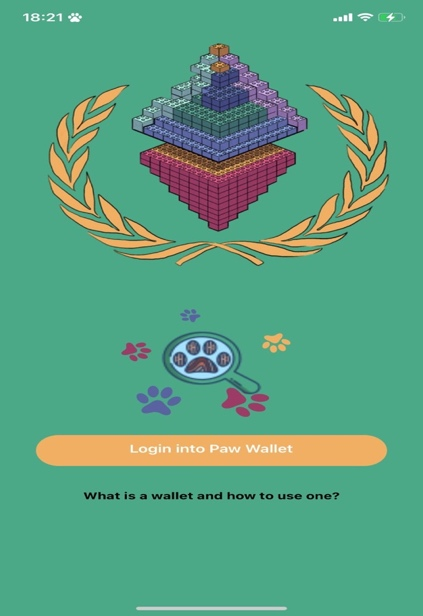 18:21
Login into Paw Wallet
What is a wallet and how to use one?